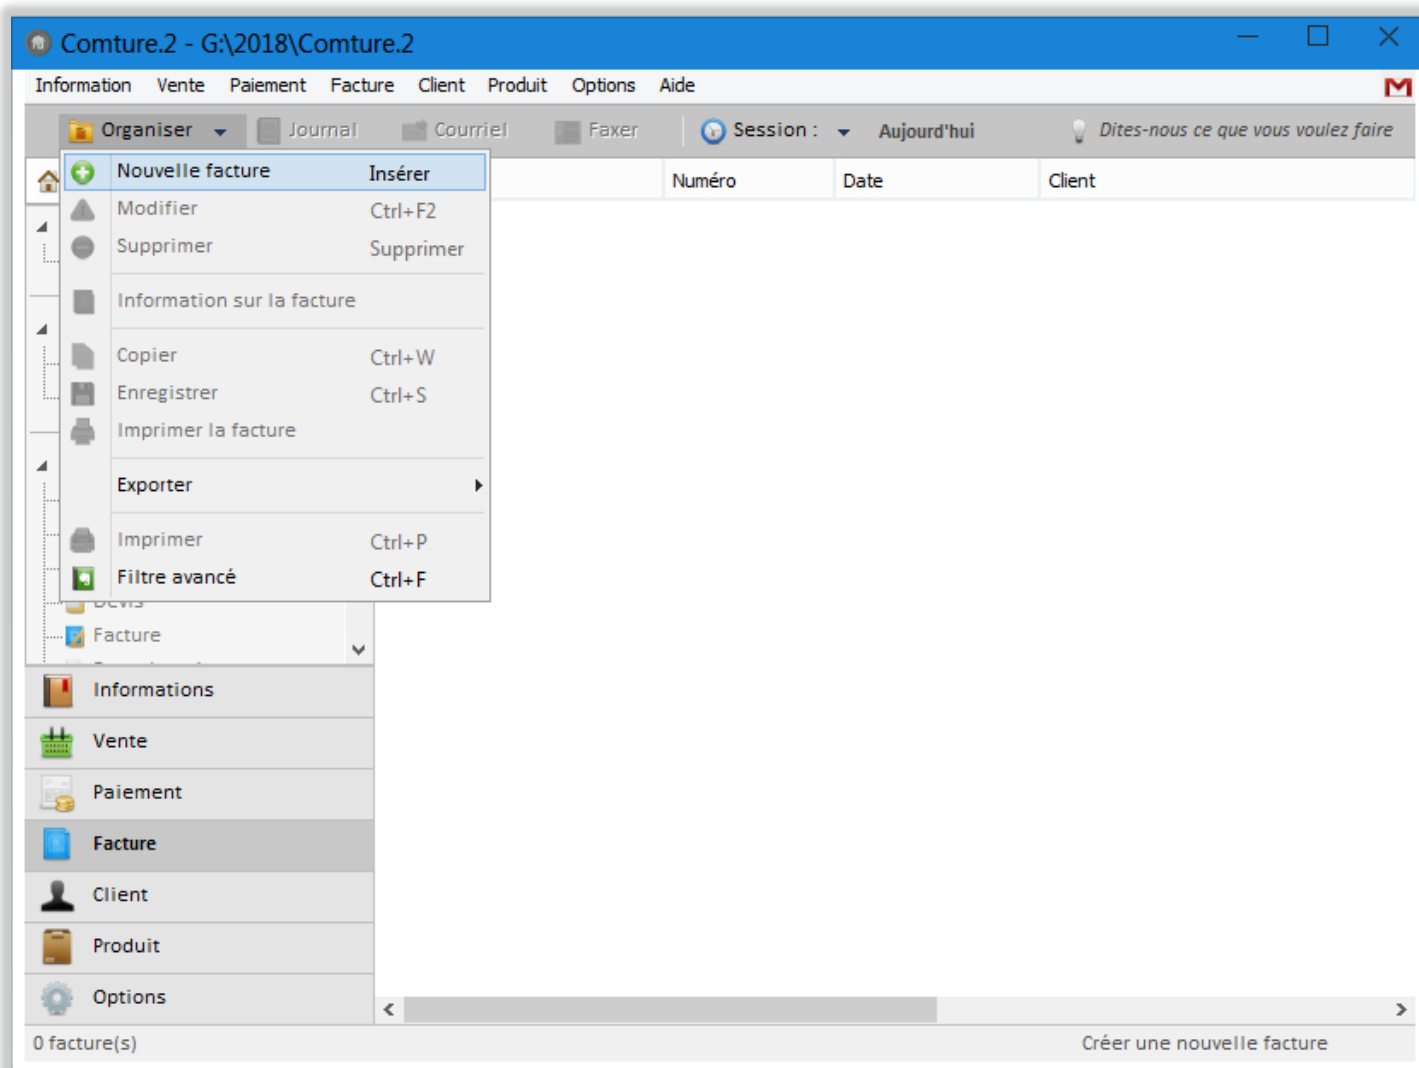 Comture.2 - G:\2018\Comture.2
Information Vente Paiement Facture Client Produit Options Aide
Organiser Journal Courriel Faxer Session : Aujourd'hui Dites-nous ce que vous voulez faire
Numéro Date Client
Nouvelle facture Insérer
Modifier Ctrl+F2
Supprimer Supprimer
Information sur la facture
Copier Ctrl+W
Enregistrer Ctrl+S
Imprimer la facture
Exporter
Imprimer Ctrl+P
Filtre avancé Ctrl+F
Devis
Facture
Informations
Vente
Paiement
Facture
Client
Produit
Options
0 facture(s) Créer une nouvelle facture